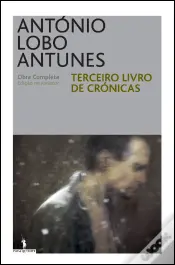 ANTÓNIO
LOBO
ANTUNES
Obra Completa
TERCEIRO LIVRO
DE CRÓNICAS